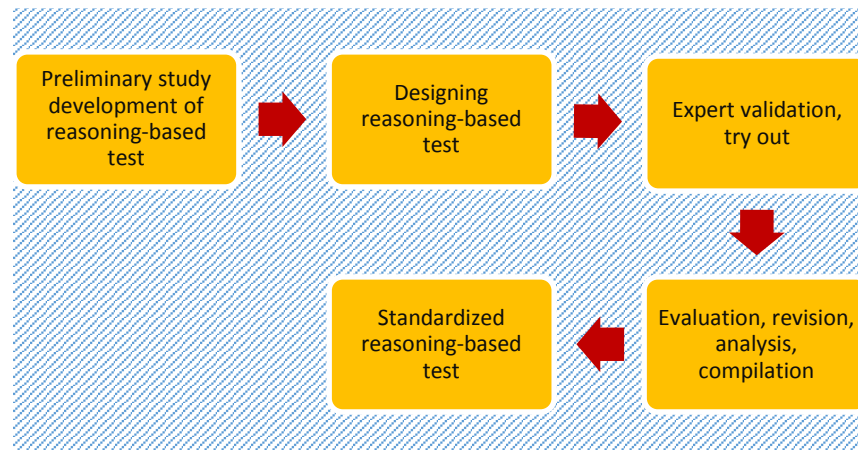 Preliminary study
development of
reasoning-based
test
Designing
reasoning-based
test
Expert validation,
try out
Evaluation, revision,
analysis,
compilation
Standardized
reasoning-based
test